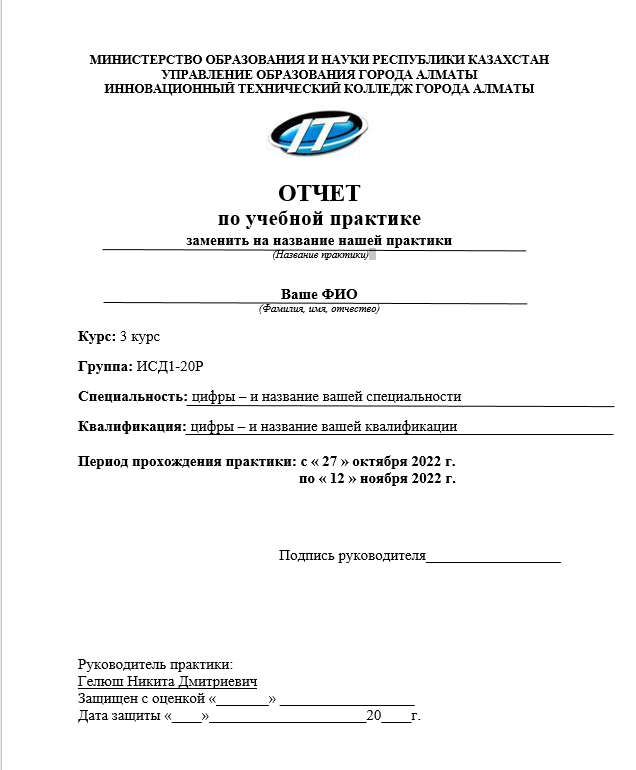 МИНИСТЕРСТВО ОБРАЗОВАНИЯ И НАУКИ РЕСПУБЛИКИ КАЗАХСТАН
УПРАВЛЕНИЕ ОБРАЗОВАНИЯ ГОРОДА АЛМАТЫ
ИННОВАЦИОННЫЙ ТЕХНИЧЕСКИЙ КОЛЛЕДЖ ГОРОДА АЛМАТЫ
IT
ОТЧЕТ
по учебной практике
заменить на название нашей практики
(Название практики)
Ваше ФИО
(Фамилия, имя, отчество)
Курс: 3 курс
Группа: ИСД1-20Р
Специальность: цифры – и название вашей специальности
Квалификация: цифры – и название вашей квалификации
Период прохождения практики: с « 27 » октября 2022 г.
по « 12 » ноября 2022 г.
Подпись руководителя__________________
Руководитель практики:
Гелюш Никита Дмитриевич
Защищен с оценкой «_______» __________________
Дата защиты «____»_____________________20____г.